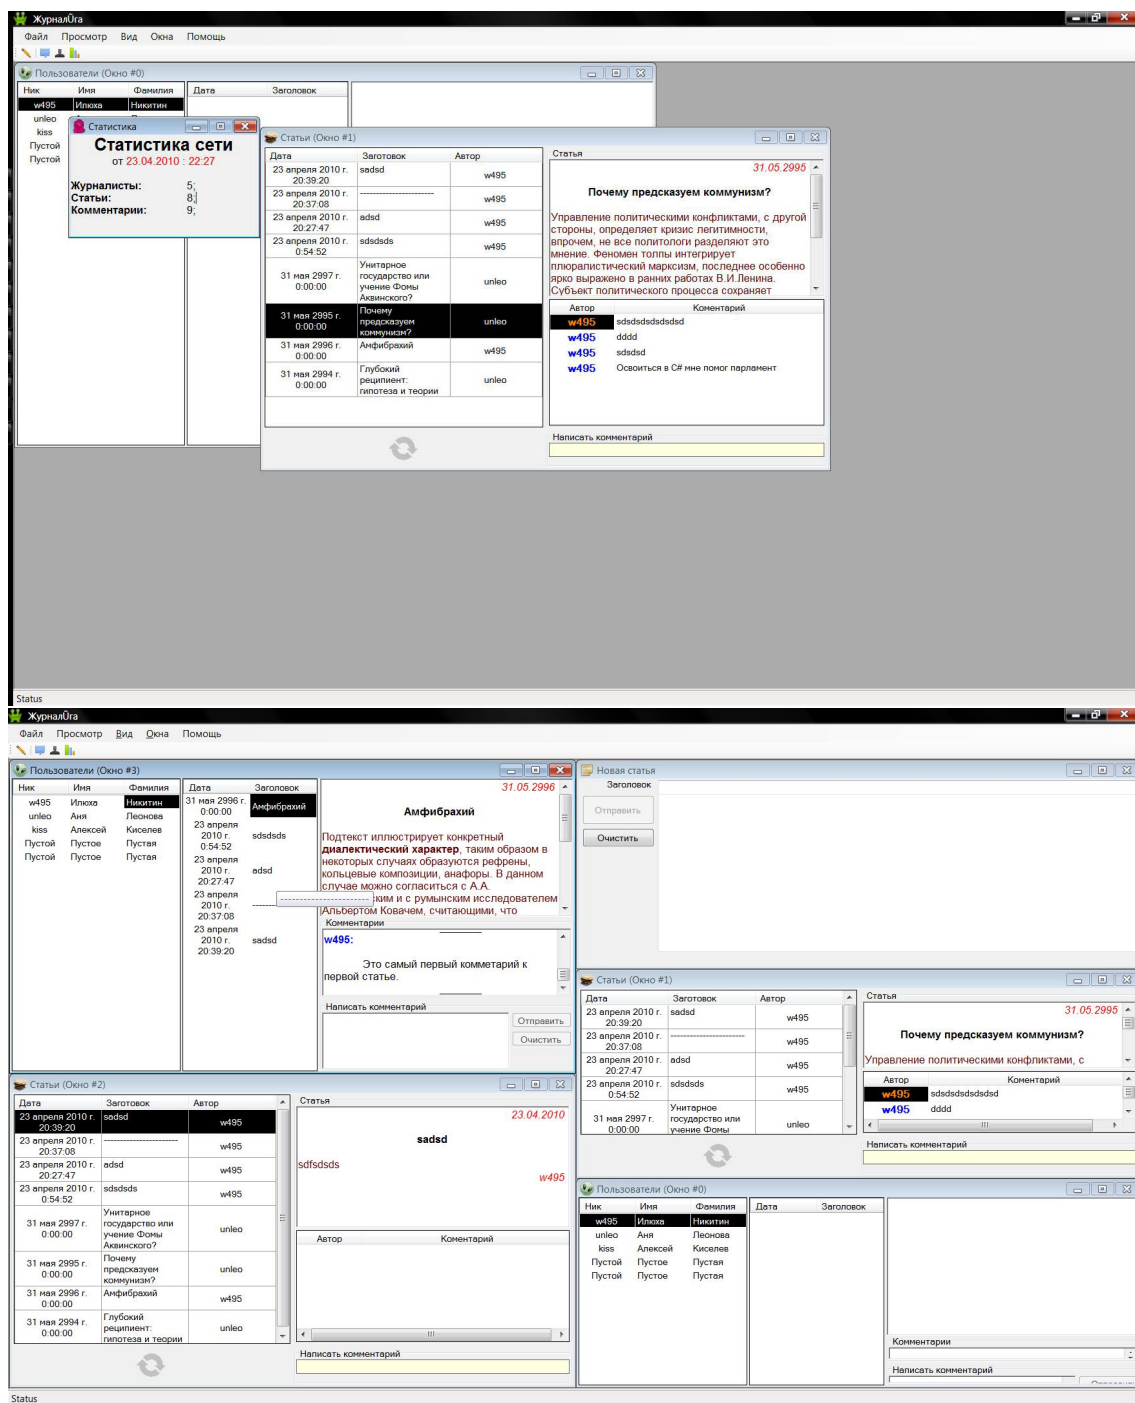 ЖурналÛга
Файл Просмотр Вид Окна Помощь
Пользователи (Окно #0)
Ник Имя Фамилия Дата Заголовок
w495 Илюха Никитин
unleo
kiss
Пустой
Пустой
Статистика
Статистика сети
от 23.04.2010 : 22:27
Журналисты: 5;
Статьи: 8;
Комментарии: 9;
Статьи (Окно #1)
Дата Заготовок Автор
23 апреля 2010 г. 20:39:20 sadsd w495
23 апреля 2010 г. 20:37:08 ----------------------- w495
23 апреля 2010 г. 20:27:47 adsd w495
23 апреля 2010 г. 0:54:52 sdsdsds w495
31 мая 2997 г. 0:00:00 Унитарное государство или учение Фомы Аквинского? unleo
31 мая 2995 г. 0:00:00 Почему предсказуем коммунизм? unleo
31 мая 2996 г. 0:00:00 Амфибрахий w495
31 мая 2994 г. 0:00:00 Глубокий реципиент: гипотеза и теории unleo
Статья
31.05.2995
Почему предсказуем коммунизм?
Управление политическими конфликтами, с другой
стороны, определяет кризис легитимности,
впрочем, не все политологи разделяют это
мнение. Феномен толпы интегрирует
плюралистический марксизм, последнее особенно
ярко выражено в ранних работах В.И.Ленина.
Субъект политического процесса сохраняет
Автор Коментарий
w495 sdsdsdsdsdsd
w495 dddd
w495 sdsdsd
w495 Освоиться в C# мне помог парламент
Написать комментарий
Status
ЖурналÛга
Файл Просмотр Вид Окна Помощь
Пользователи (Окно #3)
Ник Имя Фамилия
w495 Илюха Никитин
unleo Аня Леонова
kiss Алексей Киселев
Пустой Пустое Пустая
Пустой Пустое Пустая
Дата Заголовок
31 мая 2996 г. 0:00:00 Амфибрахий
23 апреля 2010 г. 0:54:52 sdsdsds
23 апреля 2010 г. 20:27:47 adsd
23 апреля 2010 г. 20:37:08 -----------------------
23 апреля 2010 г. 20:39:20 sadsd
31.05.2996
Амфибрахий
Подтекст иллюстрирует конкретный
диалектический характер, таким образом в
некоторых случаях образуются рефрены,
кольцевые композиции, анафоры. В данном
случае можно согласиться с А.А.
ским и с румынским исследователем
Альбертом Ковачем, считающими, что
Комментарии
w495:
Это самый первый комметарий к
первой статье.
Написать комментарий
Отправить
Очистить
Новая статья
Заголовок
Отправить
Очистить
Статьи (Окно #1)
Дата Заготовок Автор
23 апреля 2010 г. 20:39:20 sadsd w495
23 апреля 2010 г. 20:37:08 ----------------------- w495
23 апреля 2010 г. 20:27:47 adsd w495
23 апреля 2010 г. 0:54:52 sdsdsds w495
31 мая 2997 г. 0:00:00 Унитарное государство или учение Фомы unleo
Статья
31.05.2995
Почему предсказуем коммунизм?
Управление политическими конфликтами, с
Автор Коментарий
w495 sdsdsdsdsdsd
w495 dddd
Написать комментарий
Статьи (Окно #2)
Дата Заготовок Автор
23 апреля 2010 г. 20:39:20 sadsd w495
23 апреля 2010 г. 20:37:08 ----------------------- w495
23 апреля 2010 г. 20:27:47 adsd w495
23 апреля 2010 г. 0:54:52 sdsdsds w495
31 мая 2997 г. 0:00:00 Унитарное государство или учение Фомы Аквинского? unleo
31 мая 2995 г. 0:00:00 Почему предсказуем коммунизм? unleo
31 мая 2996 г. 0:00:00 Амфибрахий w495
31 мая 2994 г. 0:00:00 Глубокий реципиент: гипотеза и теории unleo
Статья
23.04.2010
sadsd
sdfsdsds
w495
Автор Коментарий
Написать комментарий
Пользователи (Окно #0)
Ник Имя Фамилия Дата Заголовок
w495 Илюха Никитин
unleo Аня Леонова
kiss Алексей Киселев
Пустой Пустое Пустая
Пустой Пустое Пустая
Комментарии
Написать комментарий
Status